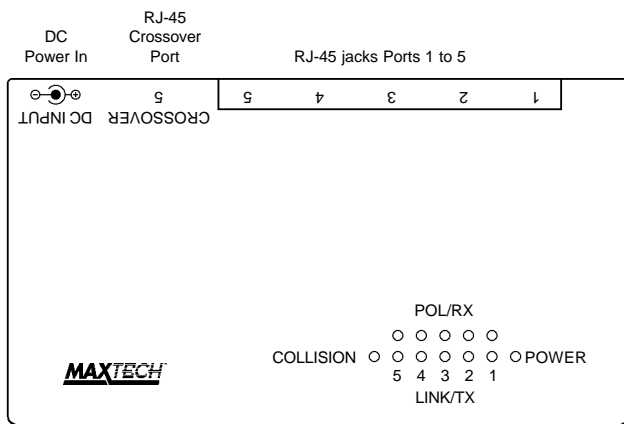 DC
Power In
RJ-45
Crossover
Port
RJ-45 jacks Ports 1 to 5
DC INPUT
5
CROSSOVER
5 4 3 2 1
POL/RX
COLLISION POWER
5 4 3 2 1
LINK/TX
MAXTECH